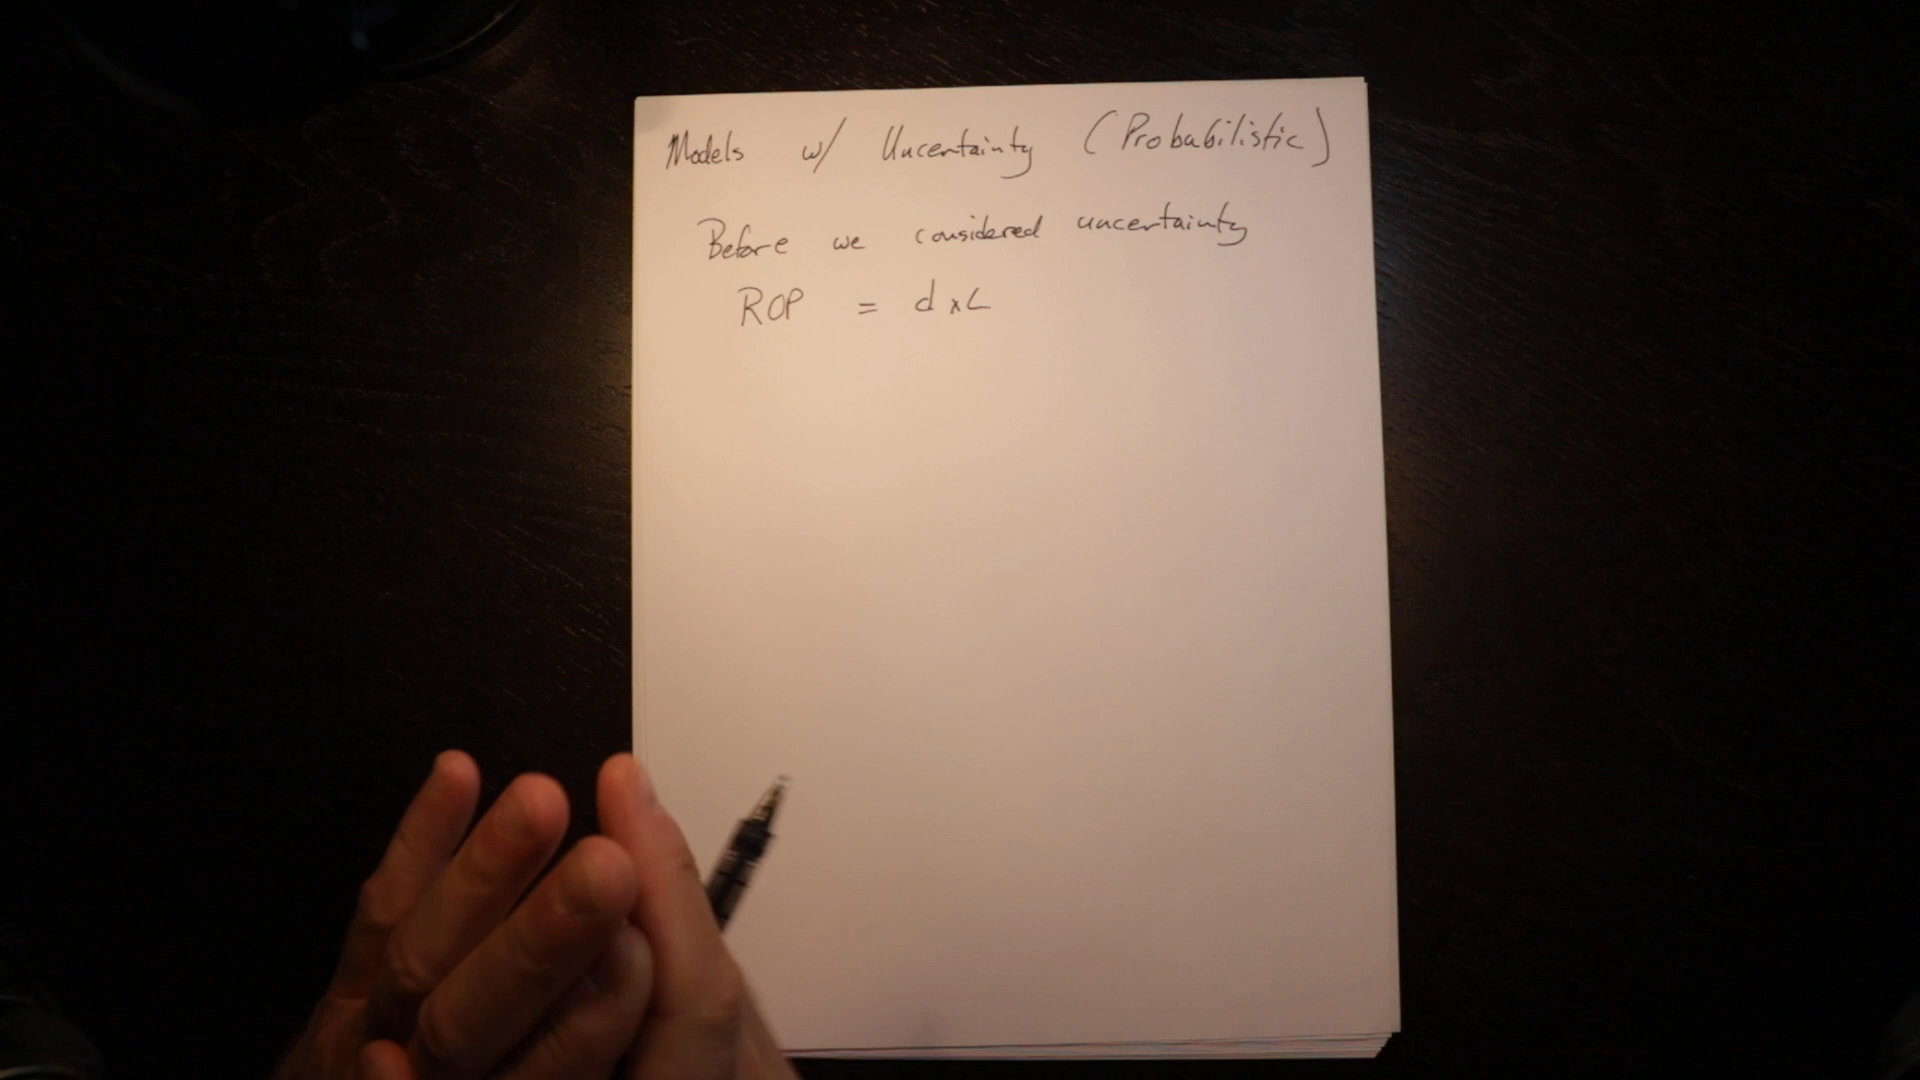 Models w/ Uncertainty (Probabilistic)
Before we considered uncertainty
ROP = d x L